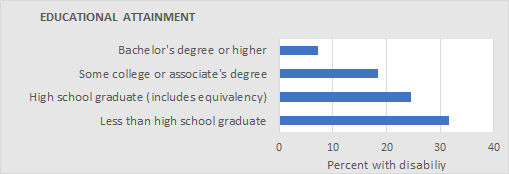 EDUCATIONAL ATTAINMENT
Bachelor's degree or higher
Some college or associate's degree
High school graduate (includes equivalency)
Less than high school graduate
0 10 20 30 40
Percent with disabiliy